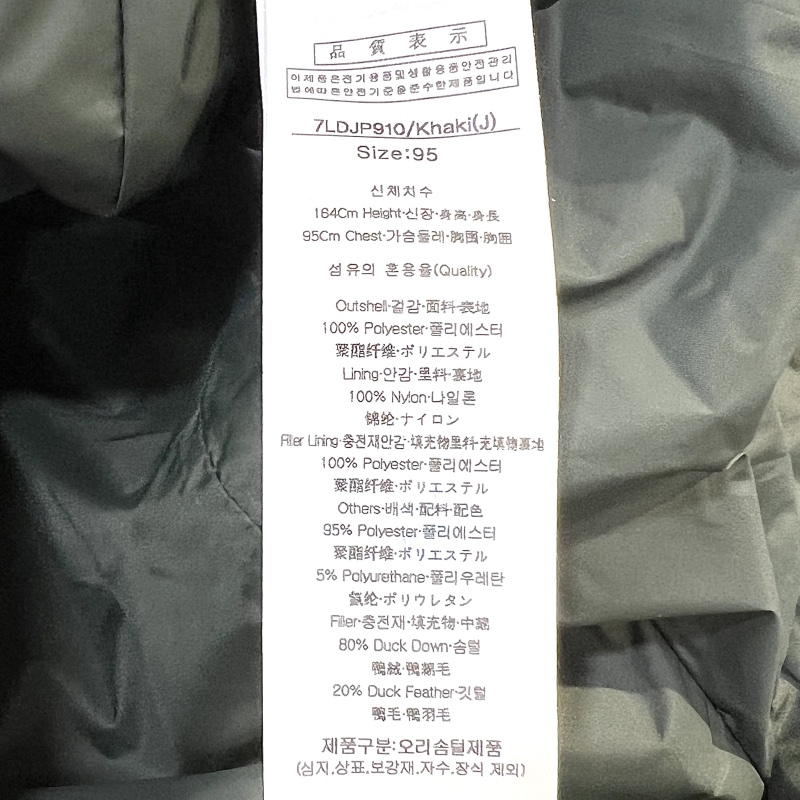 品質表示
이제품은전기용품및생활용품안전관리
법에따른안전기준을준수한제품입니다
7LDJP910/Khaki(J)
Size:95
신체치수
164Cm Height·신장·身高·身長
95Cm Chest·가슴둘레·胸围·胸囲
섬유의 혼용율(Quality)
Outshell·겉감·面料·表地
100% Polyester·폴리에스터
聚酯纤维·ポリエステル
Lining·안감·里料·裏地
100% Nylon·나일론
锦纶·ナイロン
Filler Lining·충전재안감·填充物里料·充填物裏地
100% Polyester·폴리에스터
聚酯纤维·ポリエステル
Others·배색·配料·配色
95% Polyester·폴리에스터
聚酯纤维·ポリエステル
5% Polyurethane·폴리우레탄
氨纶·ポリウレタン
Filler·충전재·填充物·中綿
80% Duck Down·솜털
鸭绒·鴨綿毛
20% Duck Feather·깃털
鸭毛·鴨羽毛
제품구분:오리솜털제품
(심지,상표,보강재,자수,장식 제외)